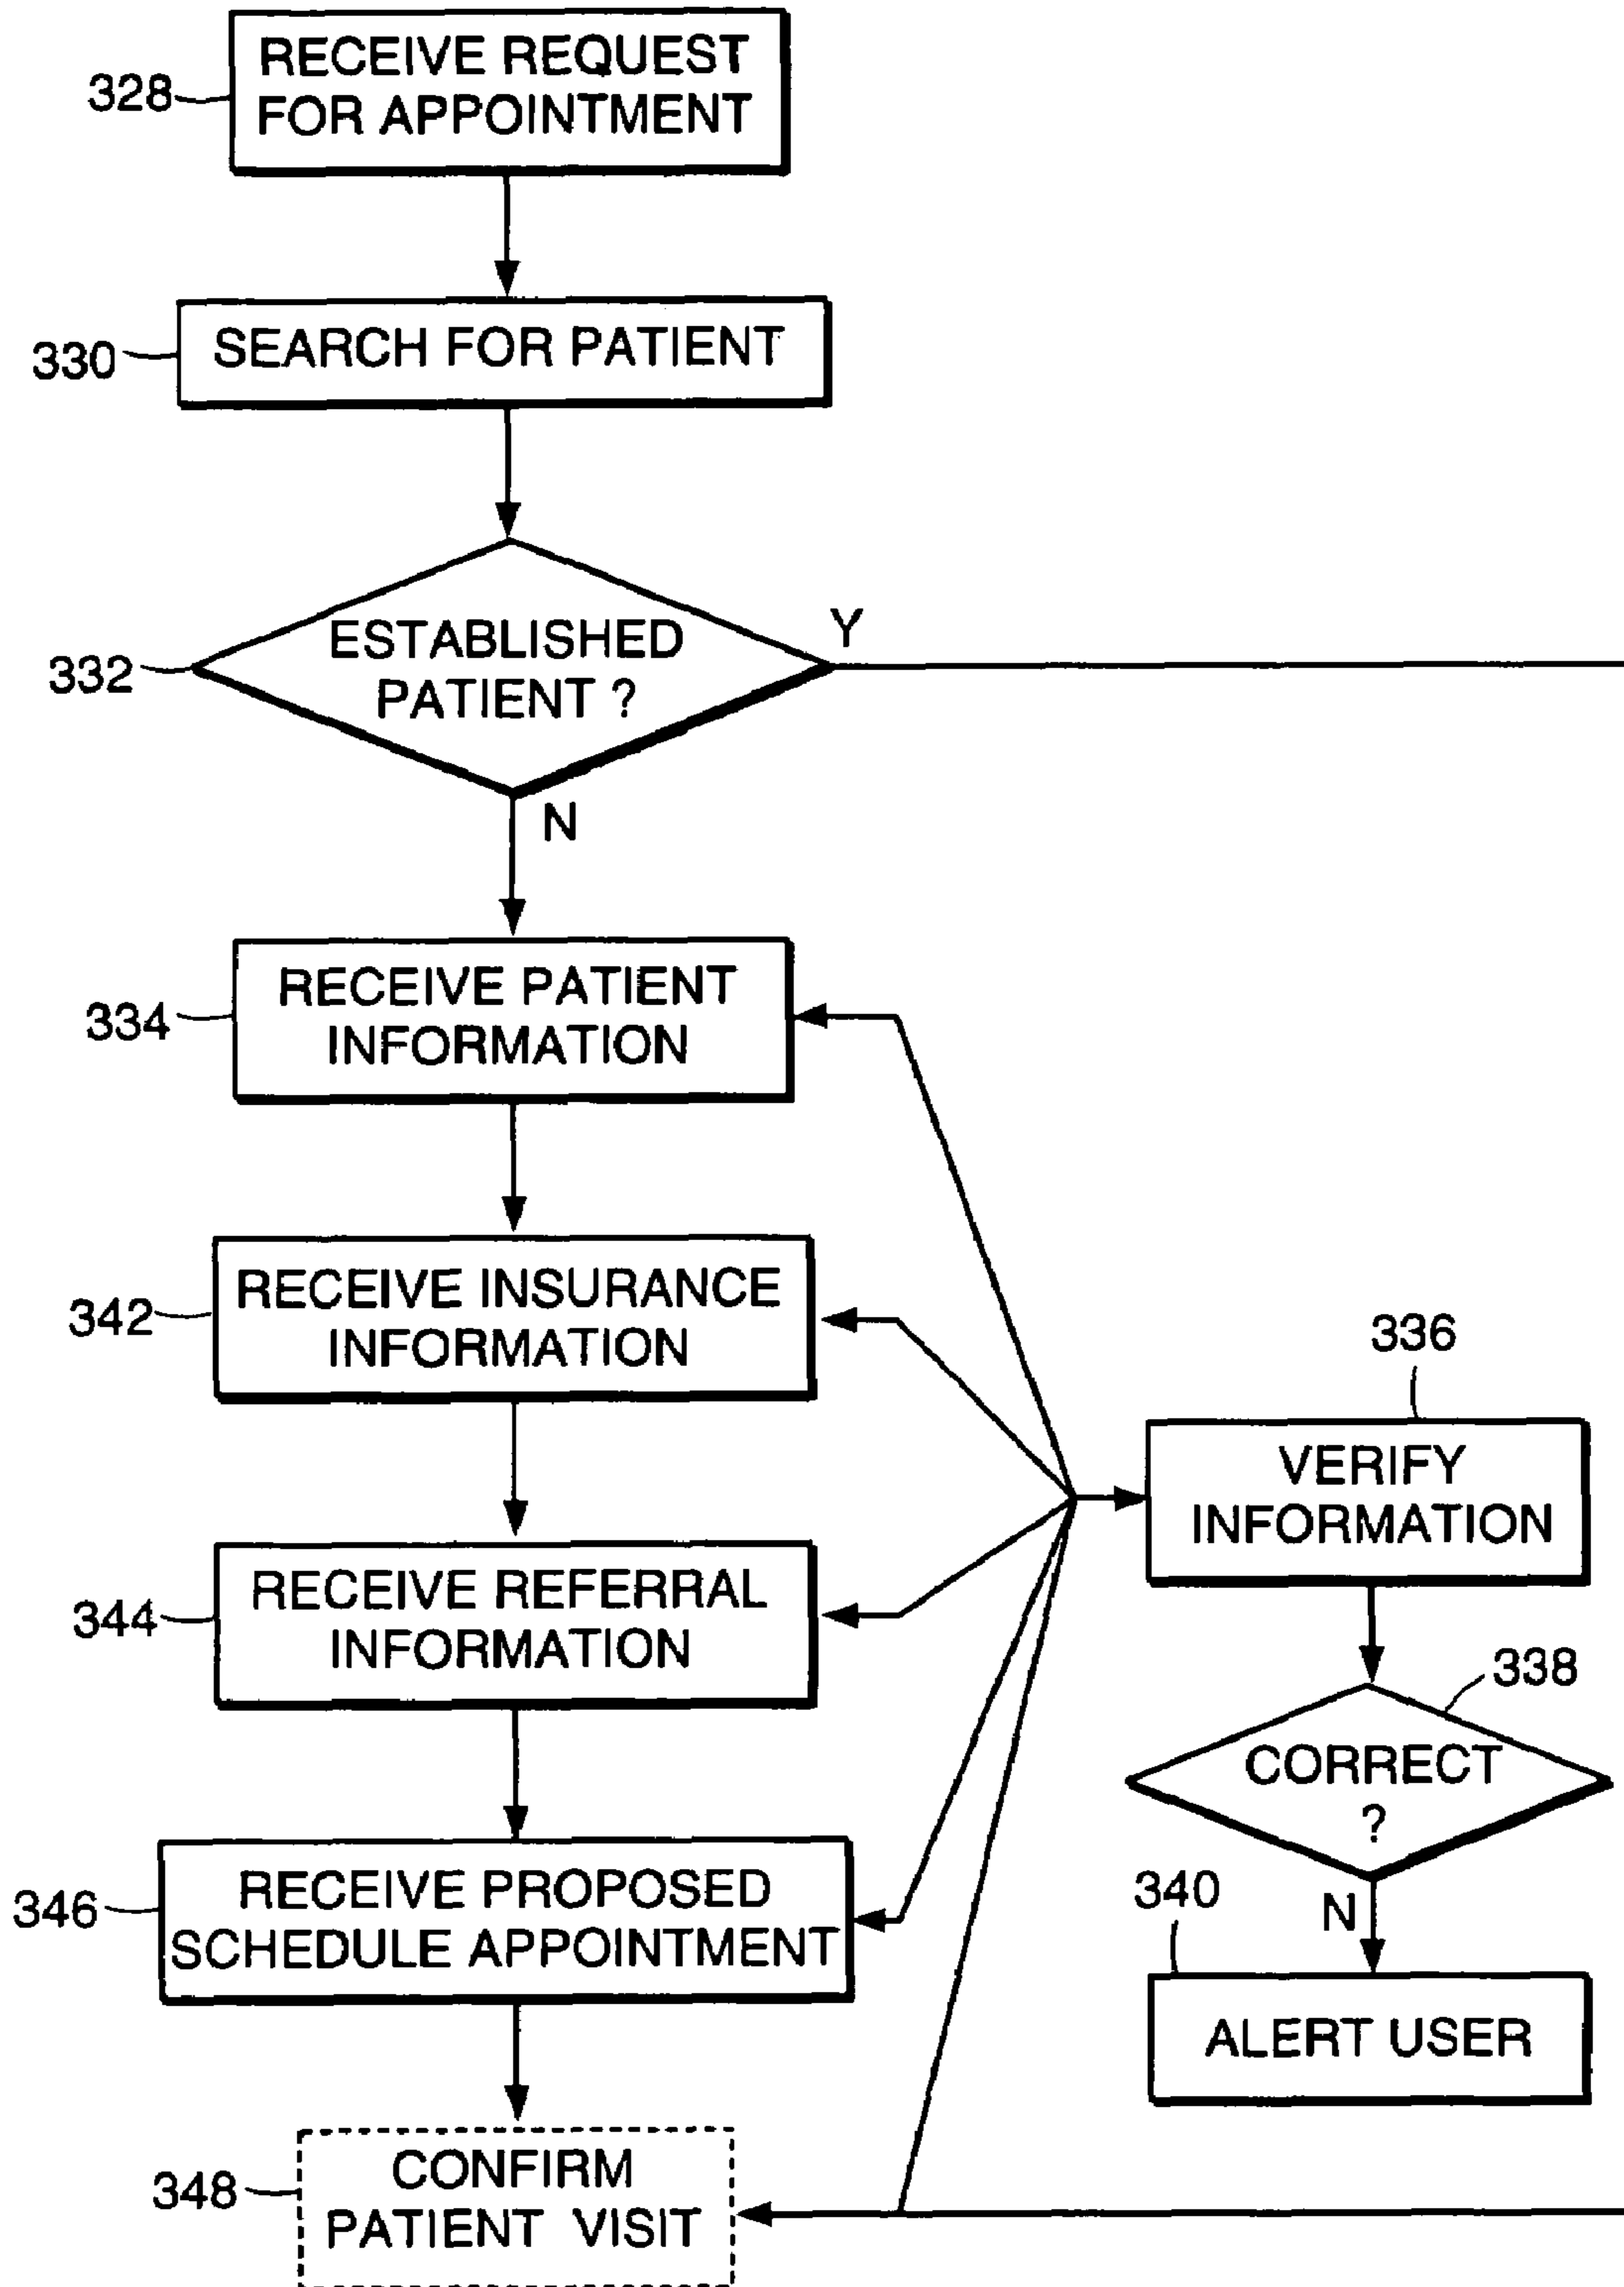 328
RECEIVE REQUEST
FOR APPOINTMENT
330
SEARCH FOR PATIENT
332
ESTABLISHED
PATIENT ?
Y
N
334
RECEIVE PATIENT
INFORMATION
342
RECEIVE INSURANCE
INFORMATION
344
RECEIVE REFERRAL
INFORMATION
346
RECEIVE PROPOSED
SCHEDULE APPOINTMENT
348
CONFIRM
PATIENT VISIT
336
VERIFY
INFORMATION
338
CORRECT
?
N
340
ALERT USER